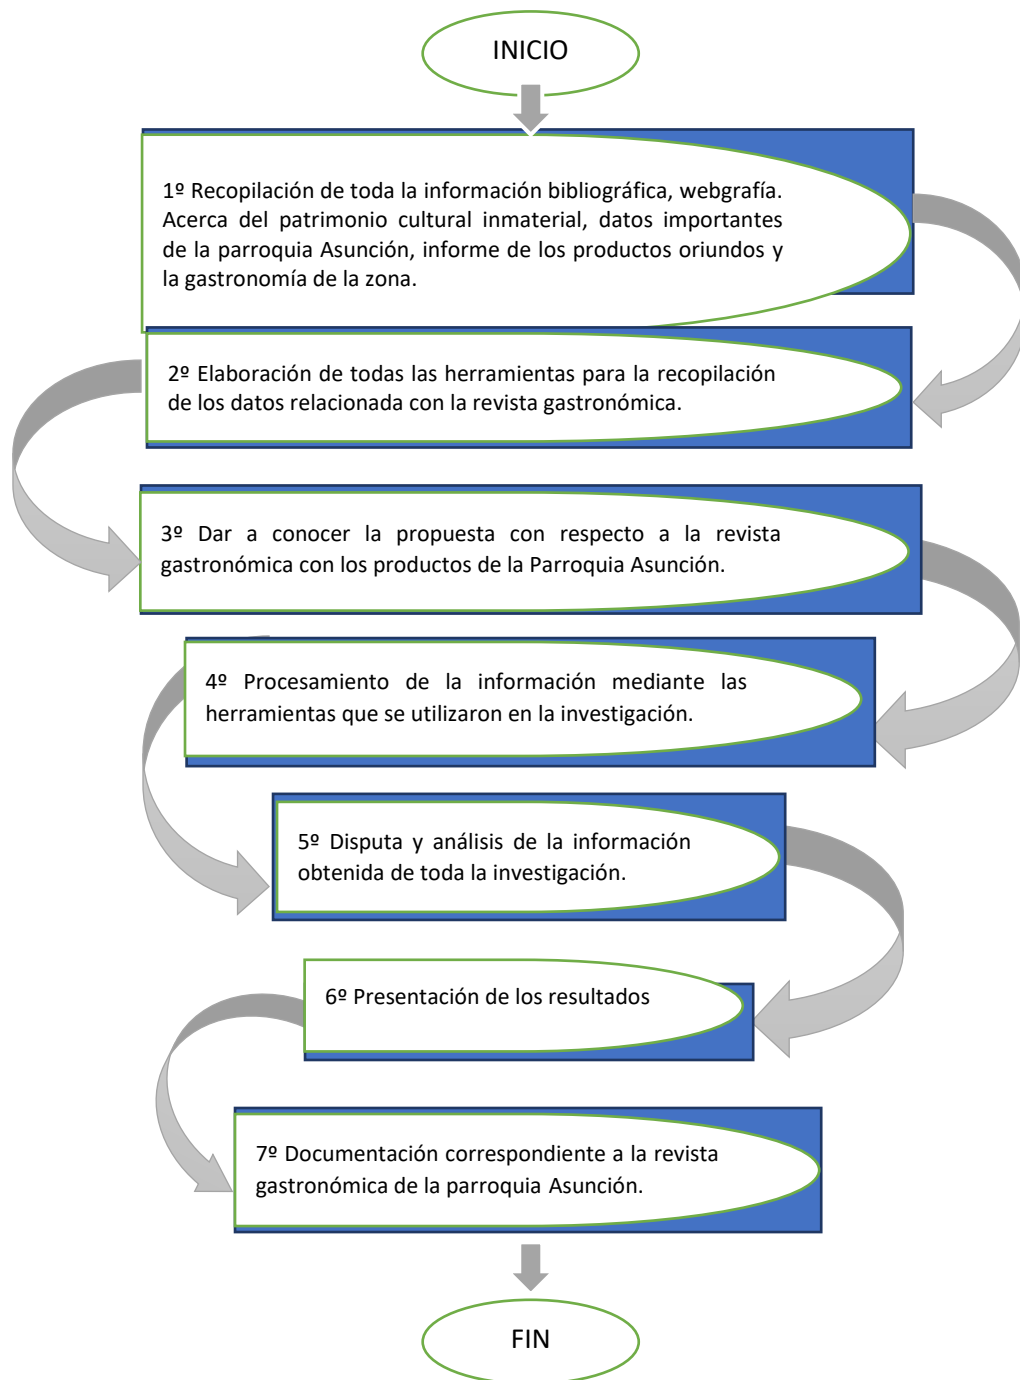 INICIO
1º Recopilación de toda la información bibliográfica, webgrafía.
Acerca del patrimonio cultural inmaterial, datos importantes
de la parroquia Asunción, informe de los productos oriundos y
la gastronomía de la zona.
2º Elaboración de todas las herramientas para la recopilación
de los datos relacionada con la revista gastronómica.
3º Dar a conocer la propuesta con respecto a la revista
gastronómica con los productos de la Parroquia Asunción.
4º Procesamiento de la información mediante las
herramientas que se utilizaron en la investigación.
5º Disputa y análisis de la información
obtenida de toda la investigación.
6º Presentación de los resultados
7º Documentación correspondiente a la revista
gastronómica de la parroquia Asunción.
FIN